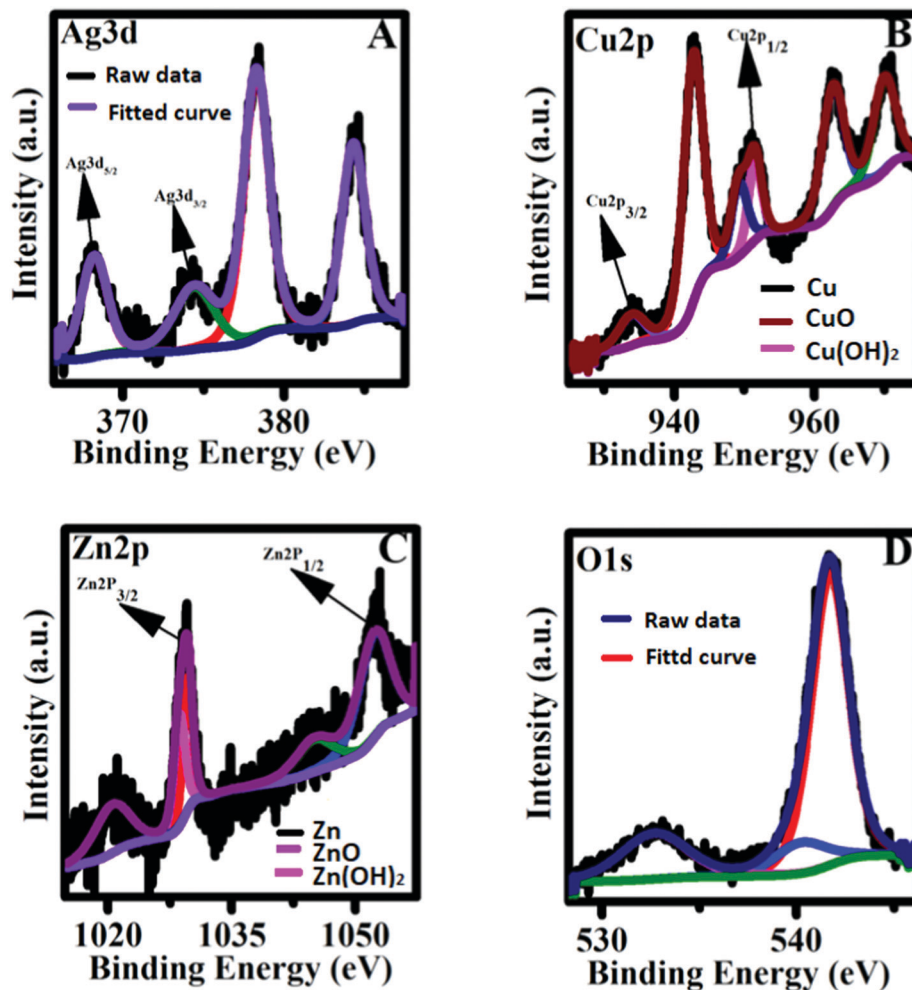 Ag3d A
Raw data
Fitted curve
Ag3d5/2
Ag3d3/2
Intensity (a.u.)
370 380
Binding Energy (eV)
Cu2p B
Cu2p1/2
Cu2p3/2
Cu
CuO
Cu(OH)2
Intensity (a.u.)
940 960
Binding Energy (eV)
Zn2p C
Zn2P3/2
Zn2P1/2
Zn
ZnO
Zn(OH)2
Intensity (a.u.)
1020 1035 1050
Binding Energy (eV)
O1s D
Raw data
Fittd curve
Intensity (a.u.)
530 540
Binding Energy (eV)